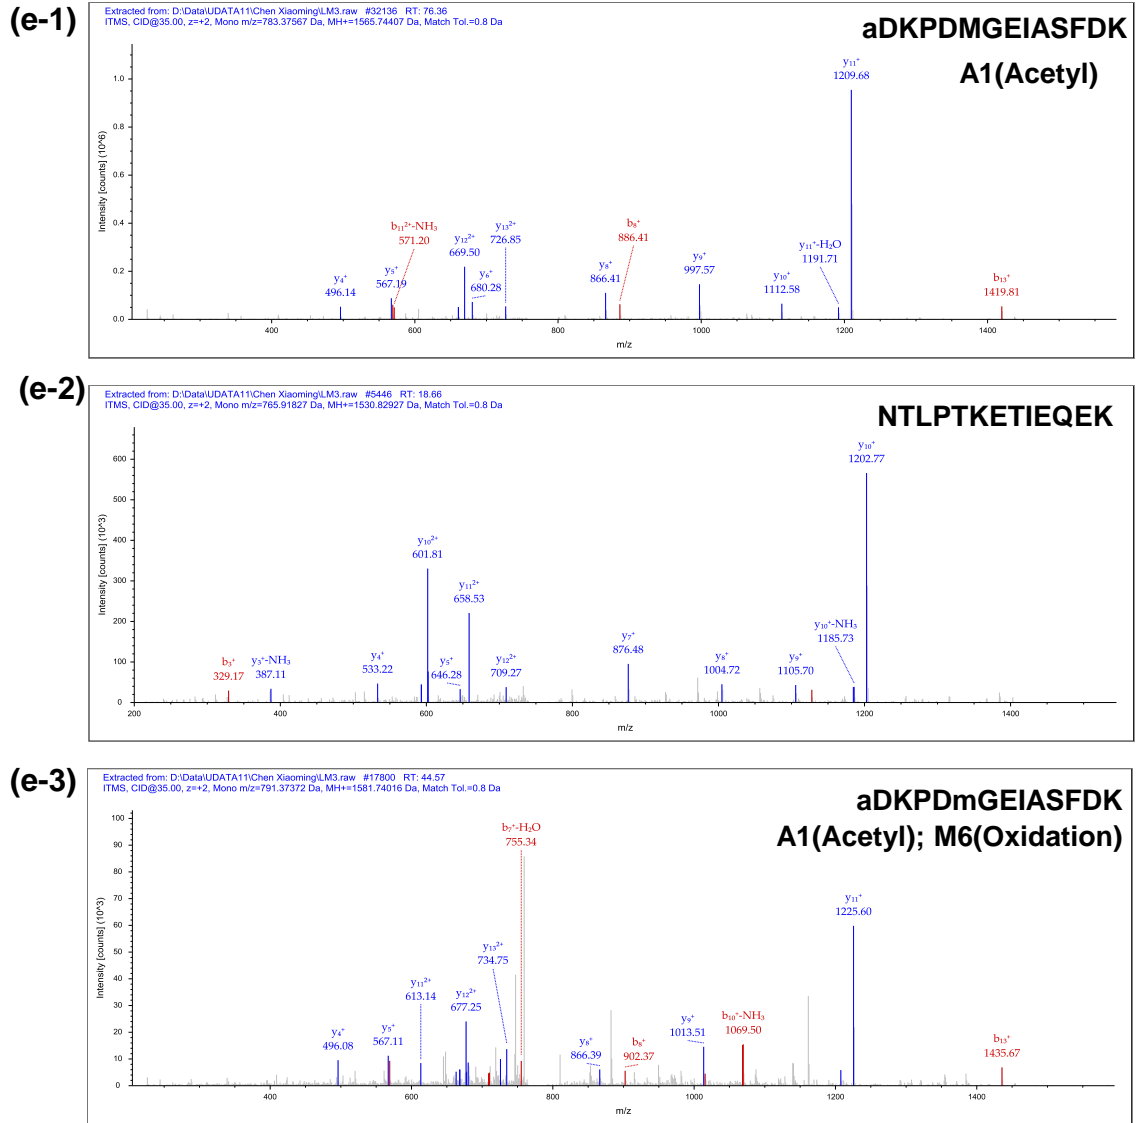 (e-1)
Extracted from: D:\Data\UDATA11\Chen Xiaoming\LM3.raw #32136 RT: 76.36
ITMS, CID@35.00, z=+2, Mono m/z=783.37567 Da, MH+=1565.74407 Da, Match Tol.=0.8 Da
aDKPDMGEIASFDK
A1(Acetyl)
y₁₁⁺
1209.68
b₁₁²⁺-NH₃
571.20
y₁₂²⁺
669.50
y₁₃²⁺
726.85
b₈⁺
886.41
y₁₁⁺-H₂O
1191.71
y₄⁺
496.14
y₅⁺
567.19
y₆⁺
680.28
y₈⁺
866.41
y₉⁺
997.57
y₁₀⁺
1112.58
b₁₃⁺
1419.81
Intensity [counts] (10^6)
1.0
0.8
0.6
0.4
0.2
0.0
400 600 800 1000 1200 1400
m/z
(e-2)
Extracted from: D:\Data\UDATA11\Chen Xiaoming\LM3.raw #5446 RT: 18.66
ITMS, CID@35.00, z=+2, Mono m/z=765.91827 Da, MH+=1530.82927 Da, Match Tol.=0.8 Da
NTLPTKETIEQEK
y₁₀⁺
1202.77
y₁₀²⁺
601.81
y₁₁²⁺
658.53
b₃⁺
329.17
y₃⁺-NH₃
387.11
y₄⁺
533.22
y₅⁺
646.28
y₁₂²⁺
709.27
y₇⁺
876.48
y₈⁺
1004.72
y₉⁺
1105.70
y₁₀⁺-NH₃
1185.73
Intensity [counts] (10^3)
600
500
400
300
200
100
0
200 400 600 800 1000 1200 1400
m/z
(e-3)
Extracted from: D:\Data\UDATA11\Chen Xiaoming\LM3.raw #17800 RT: 44.57
ITMS, CID@35.00, z=+2, Mono m/z=791.37372 Da, MH+=1581.74016 Da, Match Tol.=0.8 Da
aDKPDmGEIASFDK
A1(Acetyl); M6(Oxidation)
b₇⁺-H₂O
755.34
y₁₁⁺
1225.60
y₁₃²⁺
734.75
y₁₁²⁺
613.14
y₁₂²⁺
677.25
y₄⁺
496.08
y₅⁺
567.11
y₈⁺
866.39
b₈⁺
902.37
y₉⁺
1013.51
b₁₀⁺-NH₃
1069.50
b₁₃⁺
1435.67
Intensity [counts] (10^3)
100
90
80
70
60
50
40
30
20
10
0
400 600 800 1000 1200 1400
m/z